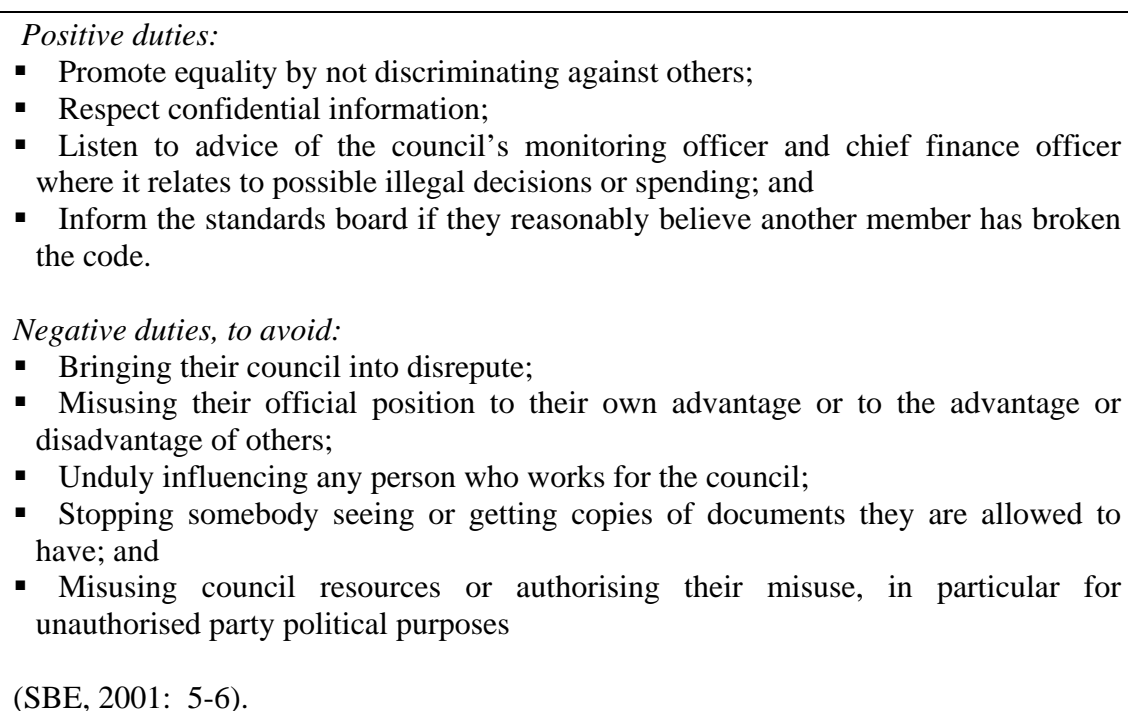 Positive duties:
▪ Promote equality by not discriminating against others;
▪ Respect confidential information;
▪ Listen to advice of the council’s monitoring officer and chief finance officer
where it relates to possible illegal decisions or spending; and
▪ Inform the standards board if they reasonably believe another member has broken
the code.
Negative duties, to avoid:
▪ Bringing their council into disrepute;
▪ Misusing their official position to their own advantage or to the advantage or
disadvantage of others;
▪ Unduly influencing any person who works for the council;
▪ Stopping somebody seeing or getting copies of documents they are allowed to
have; and
▪ Misusing council resources or authorising their misuse, in particular for
unauthorised party political purposes
(SBE, 2001: 5-6).